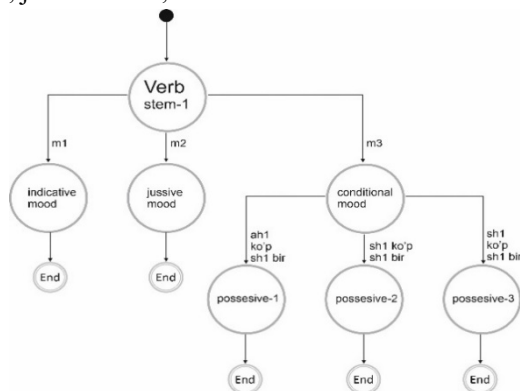 Verb
stem-1
m1
m2
m3
indicative
mood
jussive
mood
conditional
mood
ah1
ko'p
sh1 bir
sh1 ko'p
sh1 bir
sh1
ko'p
sh1 bir
End
End
possesive-1
possesive-2
possesive-3
End
End
End